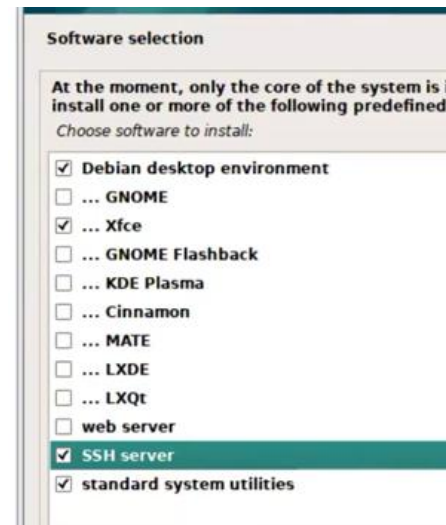 Software selection
At the moment, only the core of the system is
install one or more of the following predefined
Choose software to install:
Debian desktop environment
... GNOME
... Xfce
... GNOME Flashback
... KDE Plasma
... Cinnamon
... MATE
... LXDE
... LXQt
web server
SSH server
standard system utilities